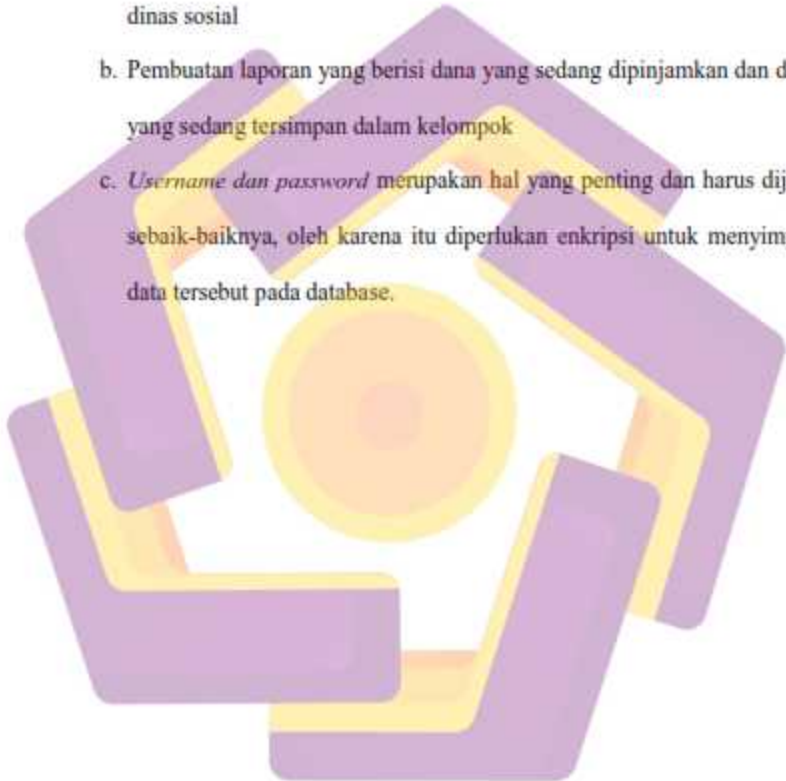 dinas sosial
b. Pembuatan laporan yang berisi dana yang sedang dipinjamkan dan d
yang sedang tersimpan dalam kelompok
c. Username dan password merupakan hal yang penting dan harus dij
sebaik-baiknya, oleh karena itu diperlukan enkripsi untuk menyim
data tersebut pada database.